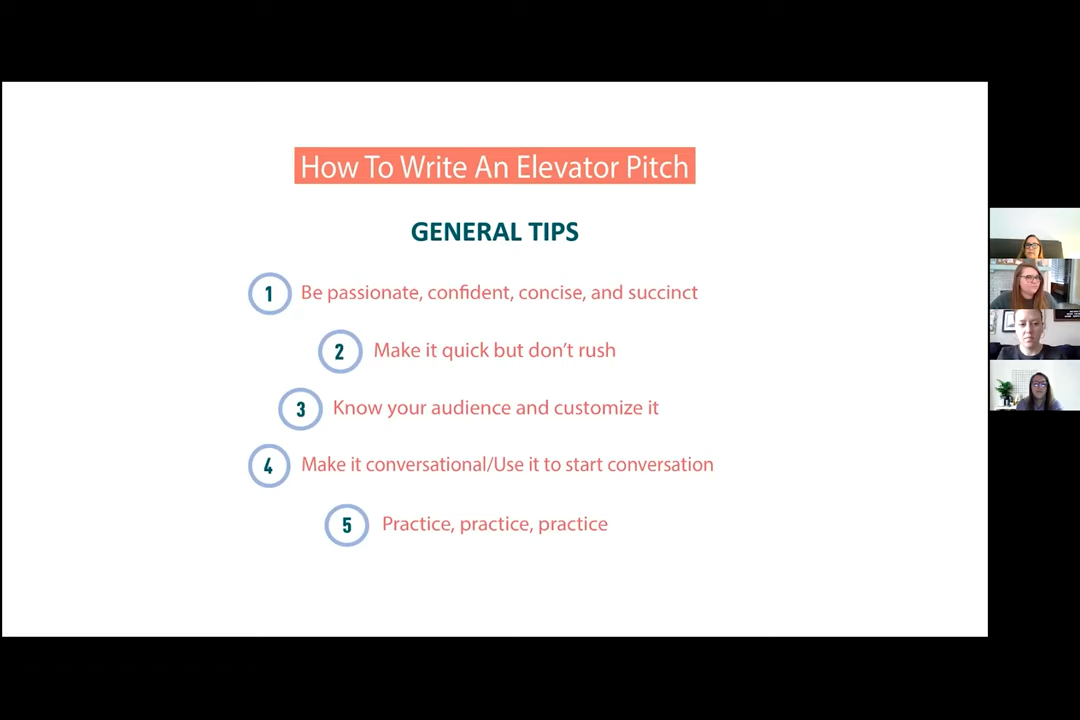 How To Write An Elevator Pitch
GENERAL TIPS
1 Be passionate, confident, concise, and succinct
2 Make it quick but don’t rush
3 Know your audience and customize it
4 Make it conversational/Use it to start conversation
5 Practice, practice, practice